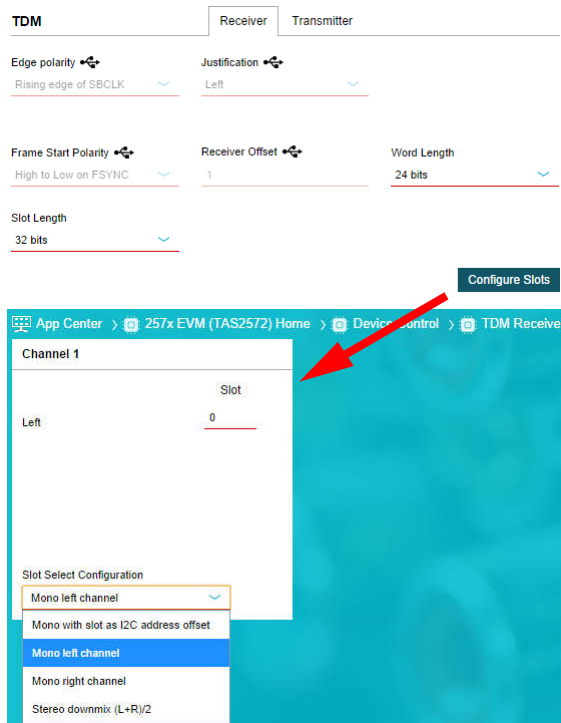 TDM Receiver Transmitter
Edge polarity Justification
Rising edge of SBCLK Left
Frame Start Polarity Receiver Offset Word Length
High to Low on FSYNC 1 24 bits
Slot Length
32 bits
Configure Slots
App Center 257x EVM (TAS2572) Home Device Control TDM Receive
Channel 1
Slot
Left 0
Slot Select Configuration
Mono left channel
Mono with slot as I2C address offset
Mono left channel
Mono right channel
Stereo downmix (L+R)/2